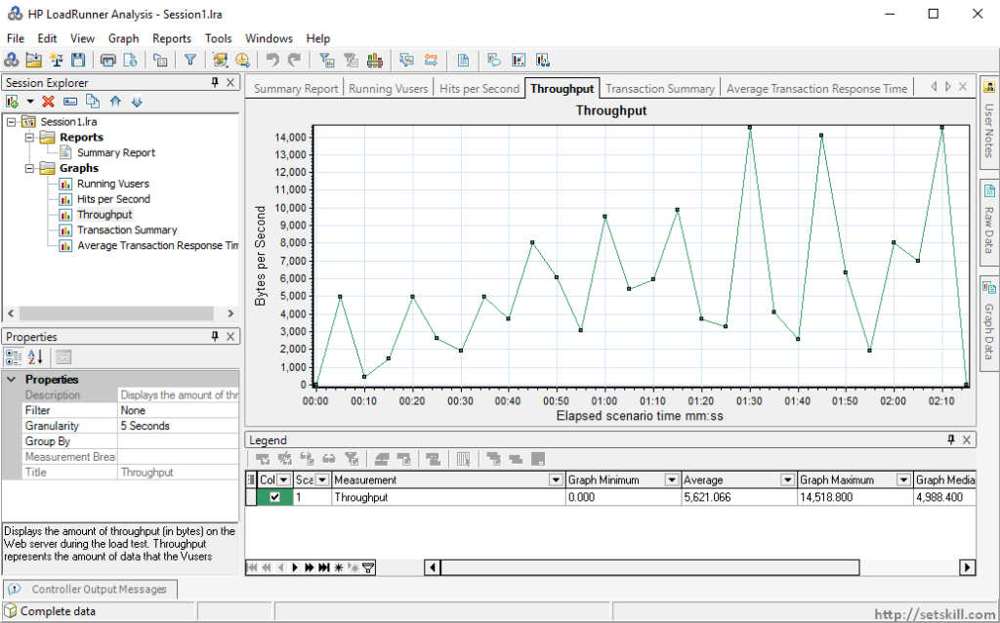 HP LoadRunner Analysis - Session1.lra
File Edit View Graph Reports Tools Windows Help
Session Explorer
Session1.lra
Reports
Summary Report
Graphs
Running Vusers
Hits per Second
Throughput
Transaction Summary
Average Transaction Response Tim
Properties
Properties
Description Displays the amount of thr
Filter None
Granularity 5 Seconds
Group By
Measurement Brea
Title Throughput
Displays the amount of throughput (in bytes) on the
Web server during the load test. Throughput
represents the amount of data that the Vusers
Summary Report Running Vusers Hits per Second Throughput Transaction Summary Average Transaction Response Time
Throughput
Bytes per Second
14,000
13,000
12,000
11,000
10,000
9,000
8,000
7,000
6,000
5,000
4,000
3,000
2,000
1,000
0
00:00 00:10 00:20 00:30 00:40 00:50 01:00 01:10 01:20 01:30 01:40 01:50 02:00 02:10
Elapsed scenario time mm:ss
User Notes
Raw Data
Graph Data
Legend
Col Sca Measurement Graph Minimum Average Graph Maximum Graph Media
1 Throughput 0.000 5,621.066 14,518.800 4,988.400
Controller Output Messages
Complete data
http://setskill.com